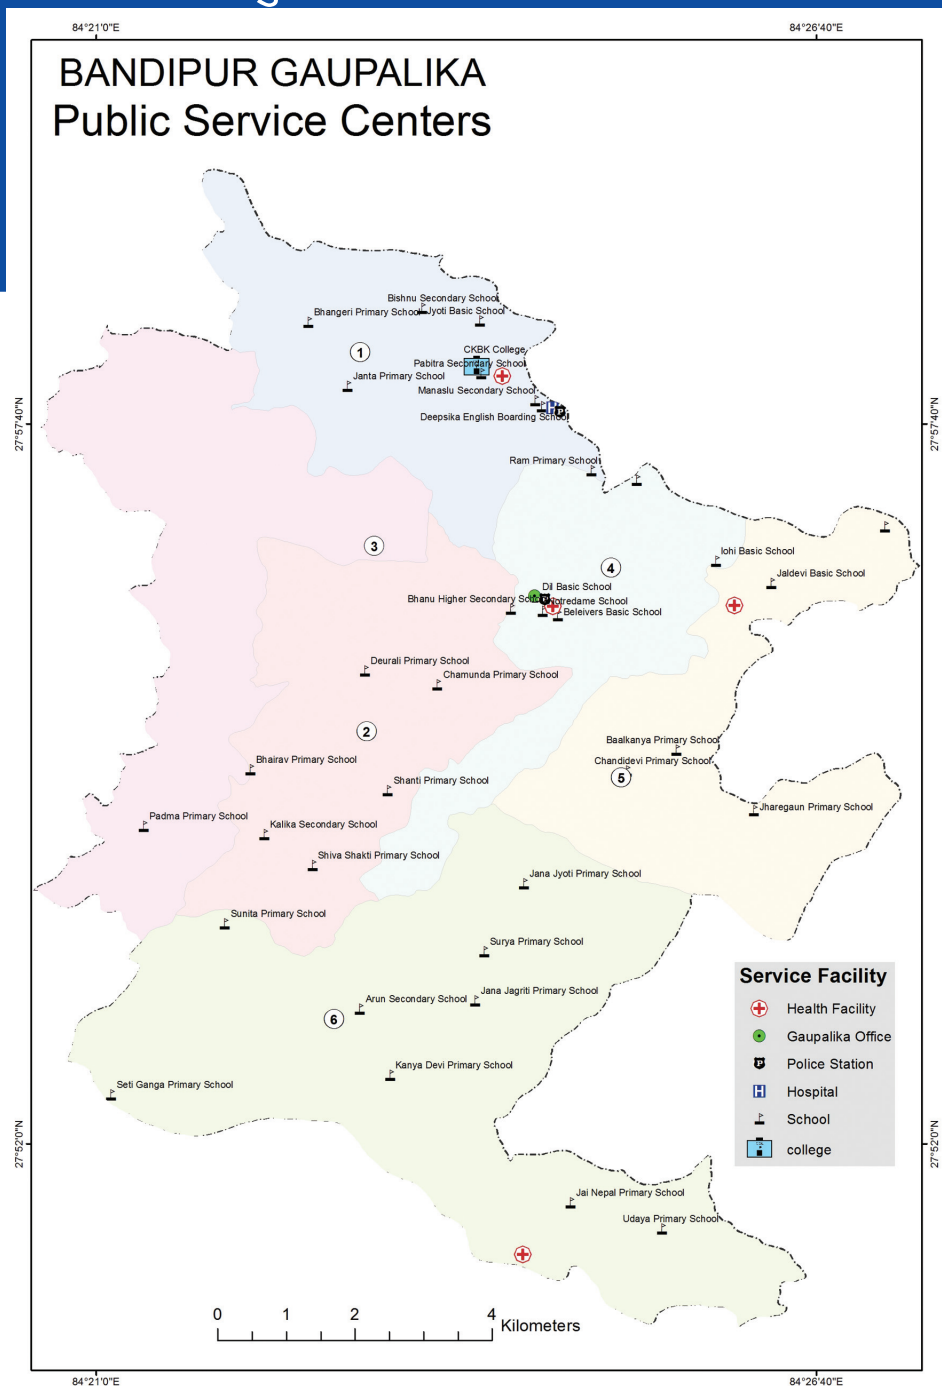 84°21'0"E
84°26'40"E
BANDIPUR GAUPALIKA
Public Service Centers
Bishnu Secondary School
Bhangeri Primary School
Jyoti Basic School
CKBK College
1
Pabitra Secondary School
Janta Primary School
Manaslu Secondary School
Deepsika English Boarding School
H
P
27°57'40"N
27°57'40"N
Ram Primary School
3
Iohi Basic School
4
Jaldevi Basic School
Dil Basic School
Bhanu Higher Secondary School
Notredame School
P
Beleivers Basic School
Deurali Primary School
Chamunda Primary School
2
Baalkanya Primary School
Bhairav Primary School
Chandidevi Primary School
5
Shanti Primary School
Jharegaun Primary School
Padma Primary School
Kalika Secondary School
Shiva Shakti Primary School
Jana Jyoti Primary School
Sunita Primary School
Surya Primary School
Jana Jagriti Primary School
Arun Secondary School
6
Kanya Devi Primary School
Seti Ganga Primary School
Jai Nepal Primary School
Udaya Primary School
Service Facility
Health Facility
Gaupalika Office
P Police Station
H Hospital
School
college
27°52'0"N
27°52'0"N
0 1 2 4
Kilometers
84°21'0"E
84°26'40"E